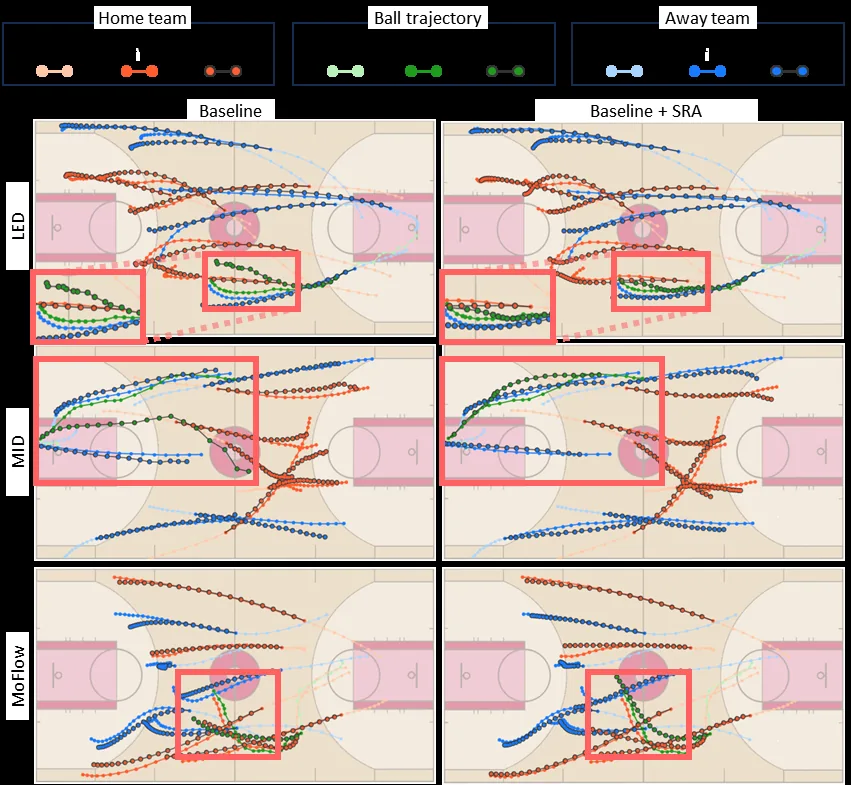 Home team
Ball trajectory
Away team
Baseline
Baseline + SRA
LED
MID
MoFlow